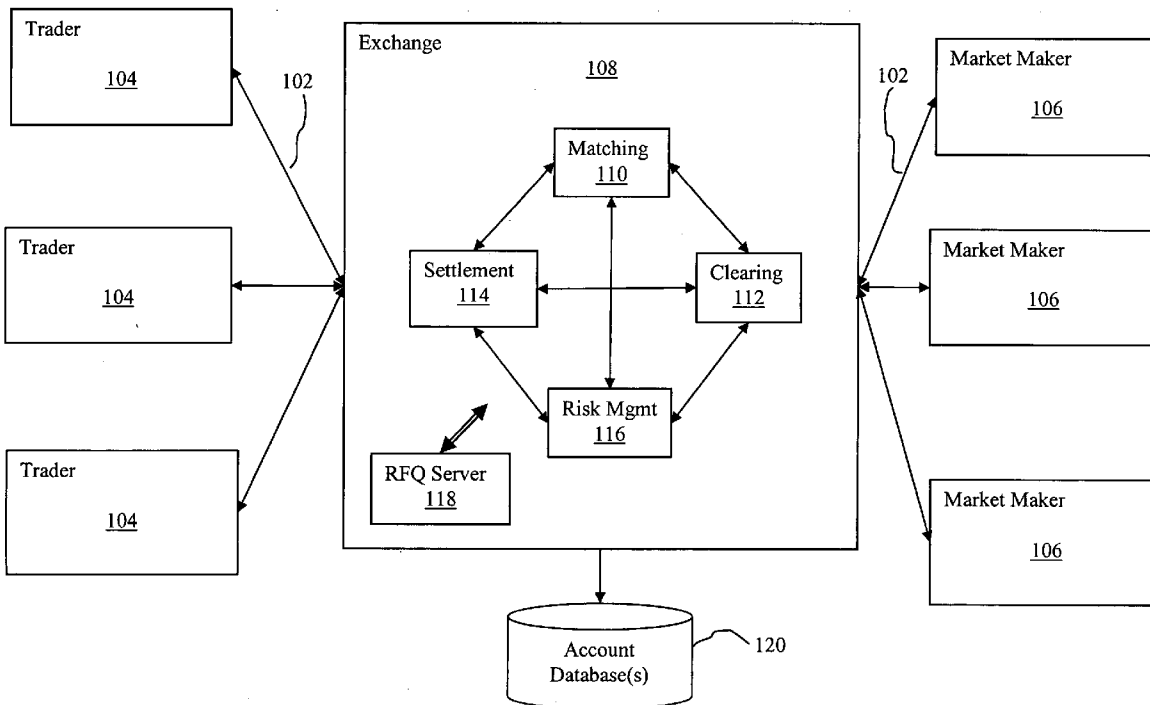 Trader
104
102
Trader
104
Trader
104
Exchange
108
Matching
110
Settlement
114
Clearing
112
Risk Mgmt
116
RFQ Server
118
102
Market Maker
106
Market Maker
106
Market Maker
106
Account
Database(s)
120